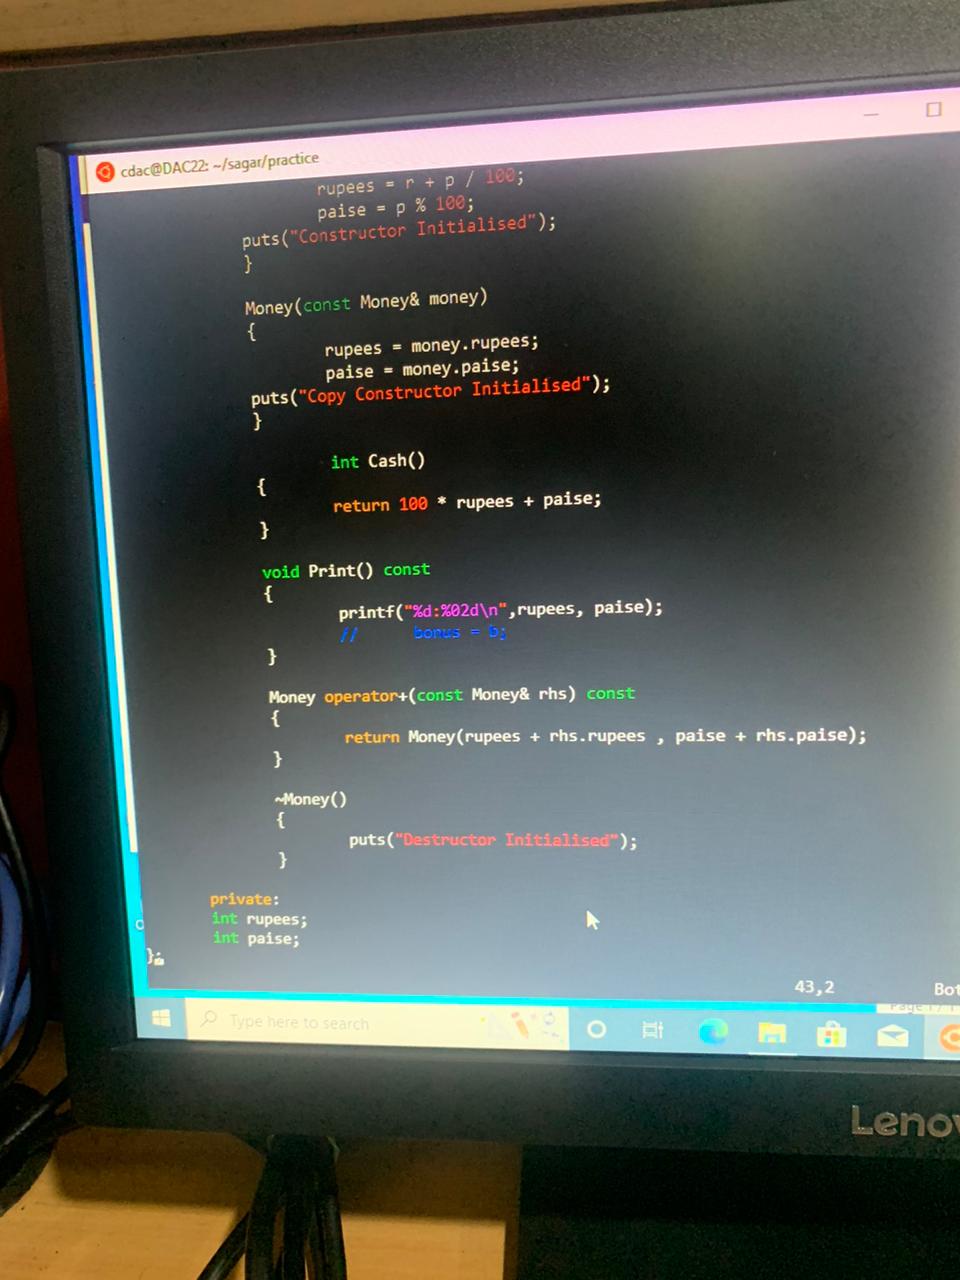 cdac@DAC22: ~/sagar/practice
rupees = r + p / 100;
paise = p % 100;
puts("Constructor Initialised");
}
Money(const Money& money)
{
rupees = money.rupees;
paise = money.paise;
puts("Copy Constructor Initialised");
}
int Cash()
{
return 100 * rupees + paise;
}
void Print() const
{
printf("%d:%02d\n",rupees, paise);
// bonus = b;
}
Money operator+(const Money& rhs) const
{
return Money(rupees + rhs.rupees , paise + rhs.paise);
}
~Money()
{
puts("Destructor Initialised");
}
private:
int rupees;
int paise;
};
43,2 Bot
Type here to search
Lenov